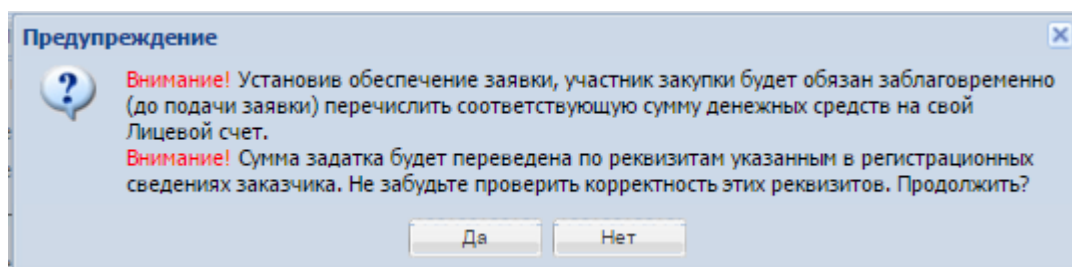 Предупреждение
Внимание! Установив обеспечение заявки, участник закупки будет обязан заблаговременно
(до подачи заявки) перечислить соответствующую сумму денежных средств на свой
Лицевой счет.
Внимание! Сумма задатка будет переведена по реквизитам указанным в регистрационных
сведениях заказчика. Не забудьте проверить корректность этих реквизитов. Продолжить?
Да Нет